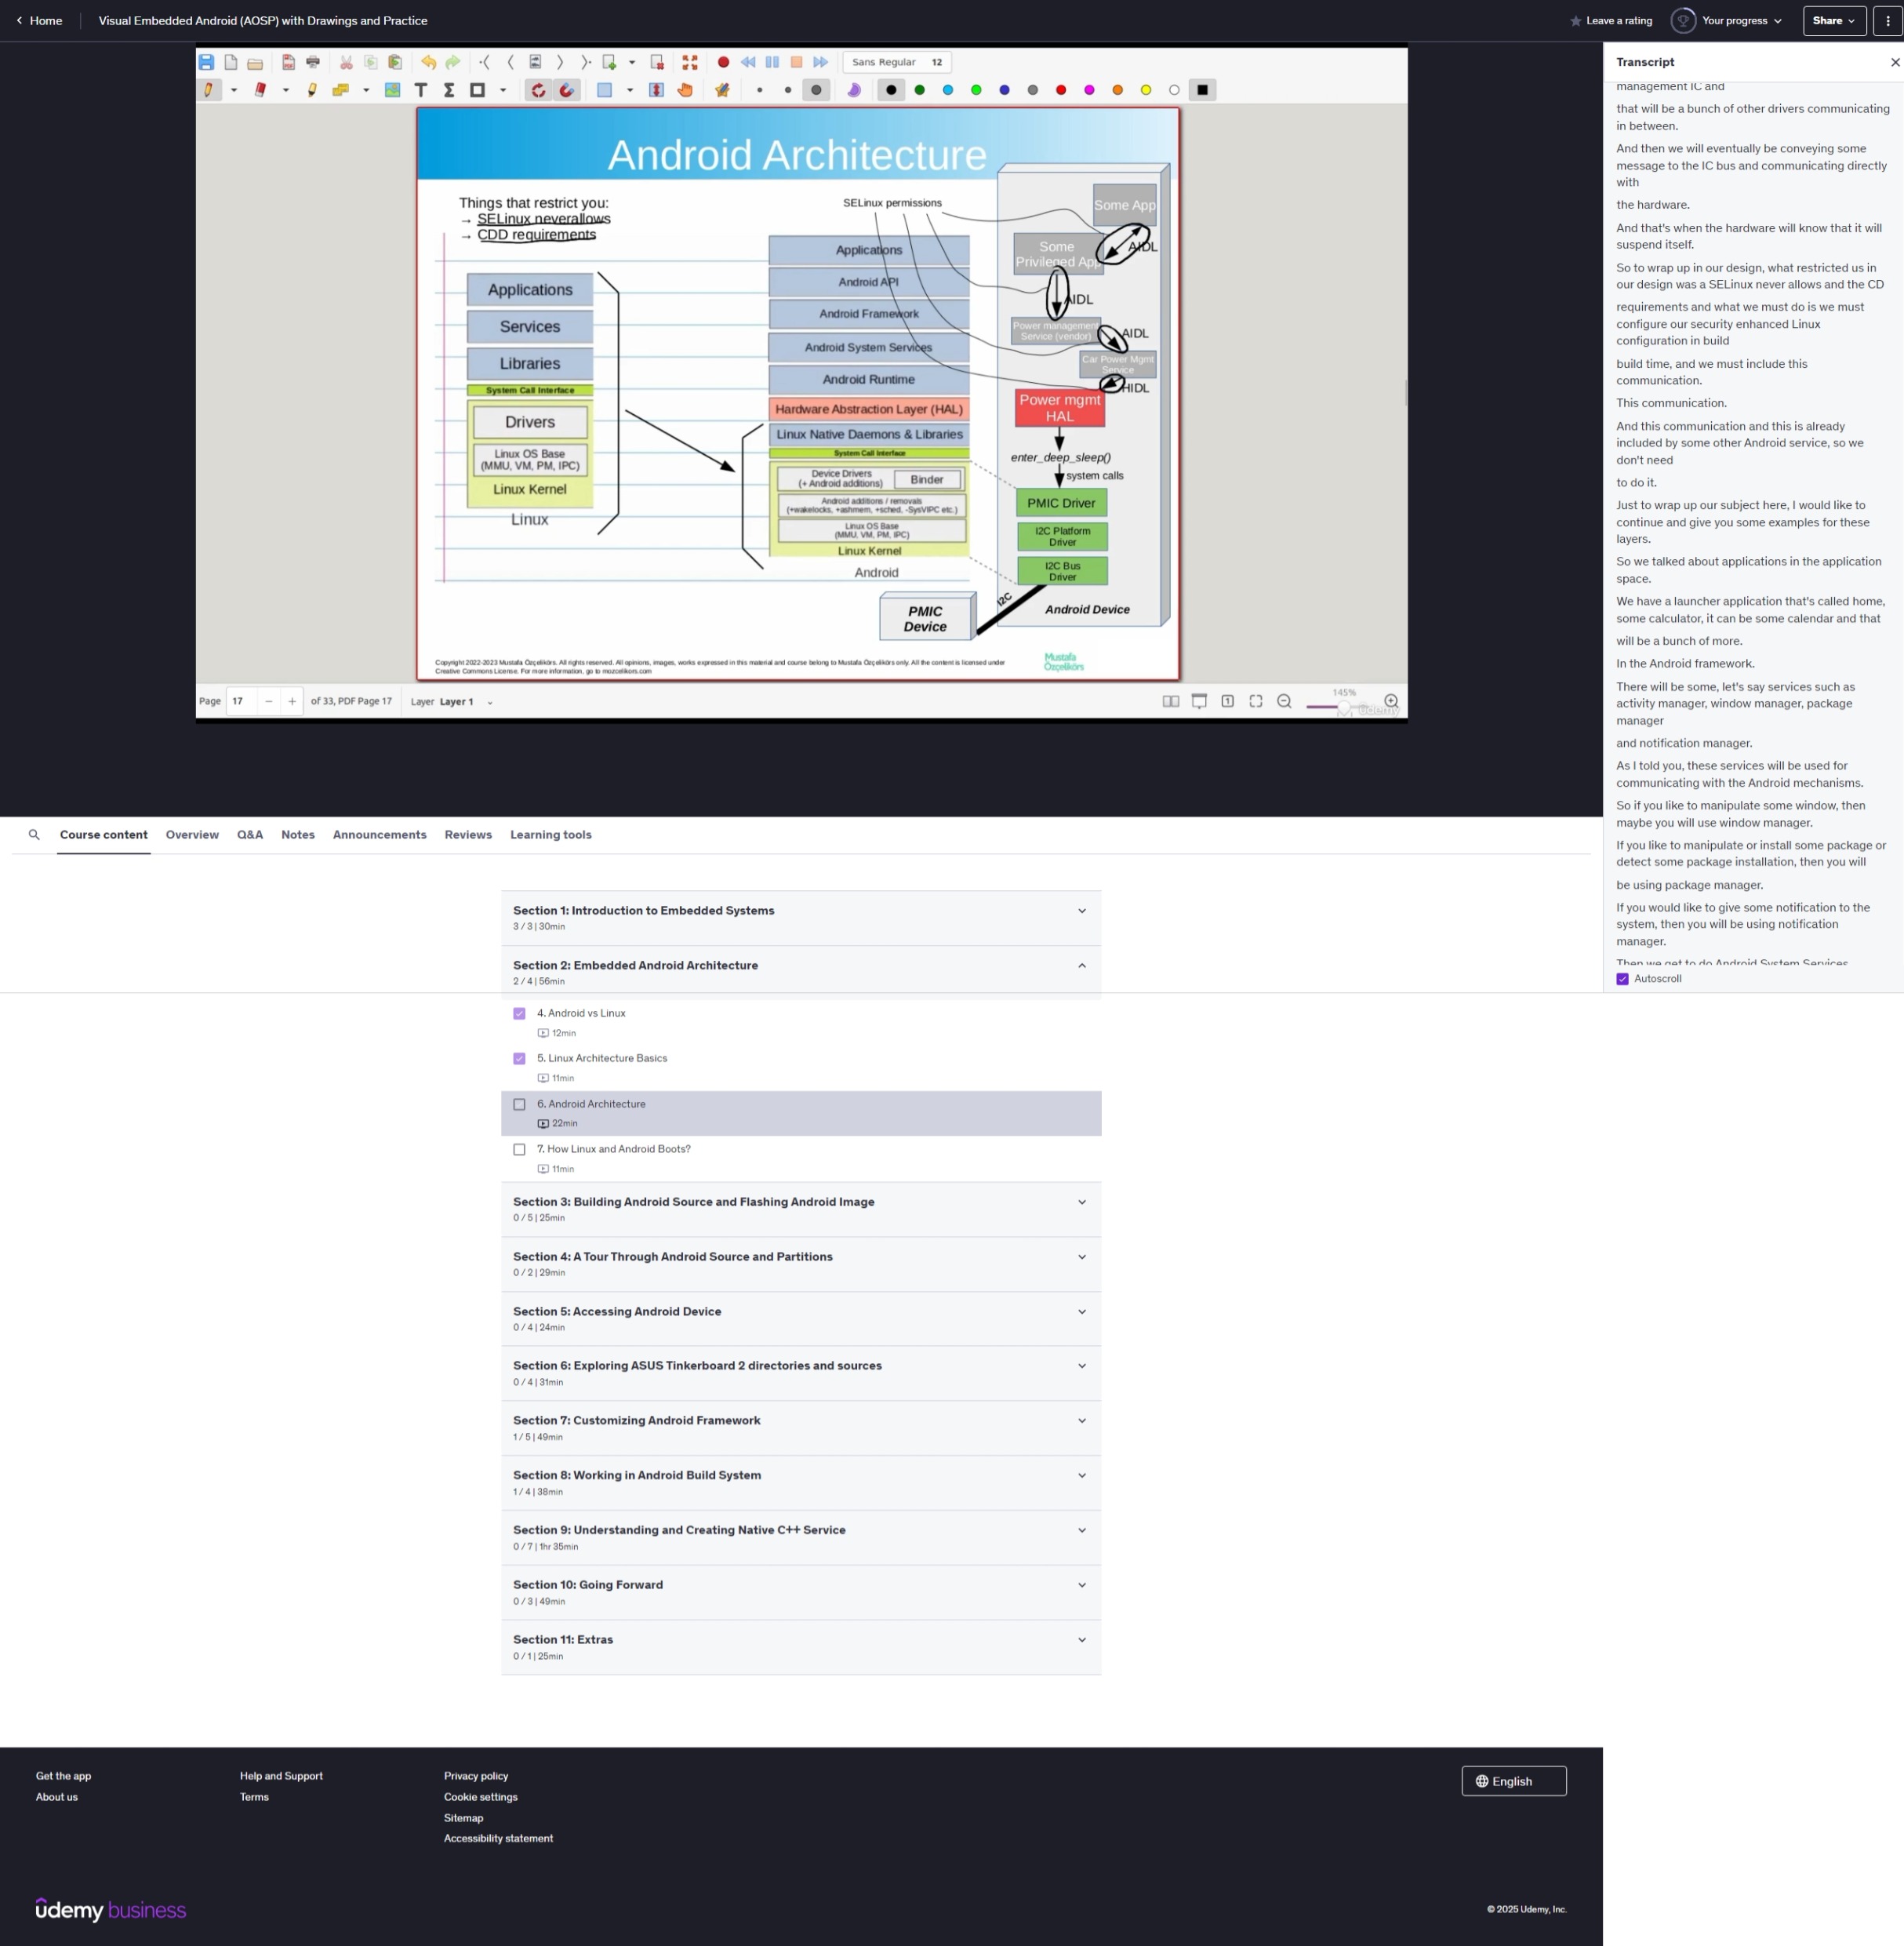 Home
Visual Embedded Android (AOSP) with Drawings and Practice
Leave a rating
Your progress
Share
Sans Regular 12
Android Architecture
Things that restrict you:
→ SELinux neverallows
→ CDD requirements
Applications
Services
Libraries
System Call Interface
Drivers
Linux OS Base
(MMU, VM, PM, IPC)
Linux Kernel
Linux
SELinux permissions
Applications
Android API
Android Framework
Android System Services
Android Runtime
Hardware Abstraction Layer (HAL)
Linux Native Daemons & Libraries
System Call Interface
Device Drivers
(+ Android additions)
Binder
Android additions / removals
(+wakelocks, +ashmem, +sched, -SysVIPC etc.)
Linux OS Base
(MMU, VM, PM, IPC)
Linux Kernel
Android
Some App
AIDL
Some
Privileged App
AIDL
Power management
Service (vendor)
AIDL
Car Power Mgmt
Service
HIDL
Power mgmt
HAL
enter_deep_sleep()
system calls
PMIC Driver
I2C Platform
Driver
I2C Bus
Driver
I2C
Android Device
PMIC
Device
Copyright 2022-2023 Mustafa Özçelikörs. All rights reserved. All opinions, images, works expressed in this material and course belong to Mustafa Özçelikörs only. All the content is licensed under
Creative Commons License. For more information, go to mozcelikors.com
Mustafa
Özçelikörs
Page 17 of 33, PDF Page 17 Layer Layer 1
145%
Udemy
Transcript
management IC and
that will be a bunch of other drivers communicating
in between.
And then we will eventually be conveying some
message to the IC bus and communicating directly
with
the hardware.
And that's when the hardware will know that it will
suspend itself.
So to wrap up in our design, what restricted us in
our design was a SELinux never allows and the CD
requirements and what we must do is we must
configure our security enhanced Linux
configuration in build
build time, and we must include this
communication.
This communication.
And this communication and this is already
included by some other Android service, so we
don't need
to do it.
Just to wrap up our subject here, I would like to
continue and give you some examples for these
layers.
So we talked about applications in the application
space.
We have a launcher application that's called home,
some calculator, it can be some calendar and that
will be a bunch of more.
In the Android framework.
There will be some, let's say services such as
activity manager, window manager, package
manager
and notification manager.
As I told you, these services will be used for
communicating with the Android mechanisms.
So if you like to manipulate some window, then
maybe you will use window manager.
If you like to manipulate or install some package or
detect some package installation, then you will
be using package manager.
If you would like to give some notification to the
system, then you will be using notification
manager.
Then we get to do Android System Services
Autoscroll
Course content
Overview
Q&A
Notes
Announcements
Reviews
Learning tools
Section 1: Introduction to Embedded Systems
3 / 3 | 30min
Section 2: Embedded Android Architecture
2 / 4 | 56min
4. Android vs Linux
12min
5. Linux Architecture Basics
11min
6. Android Architecture
22min
7. How Linux and Android Boots?
11min
Section 3: Building Android Source and Flashing Android Image
0 / 5 | 25min
Section 4: A Tour Through Android Source and Partitions
0 / 2 | 29min
Section 5: Accessing Android Device
0 / 4 | 24min
Section 6: Exploring ASUS Tinkerboard 2 directories and sources
0 / 4 | 31min
Section 7: Customizing Android Framework
1 / 5 | 49min
Section 8: Working in Android Build System
1 / 4 | 38min
Section 9: Understanding and Creating Native C++ Service
0 / 7 | 1hr 35min
Section 10: Going Forward
0 / 3 | 49min
Section 11: Extras
0 / 1 | 25min
Get the app
About us
Help and Support
Terms
Privacy policy
Cookie settings
Sitemap
Accessibility statement
English
udemy business
© 2025 Udemy, Inc.